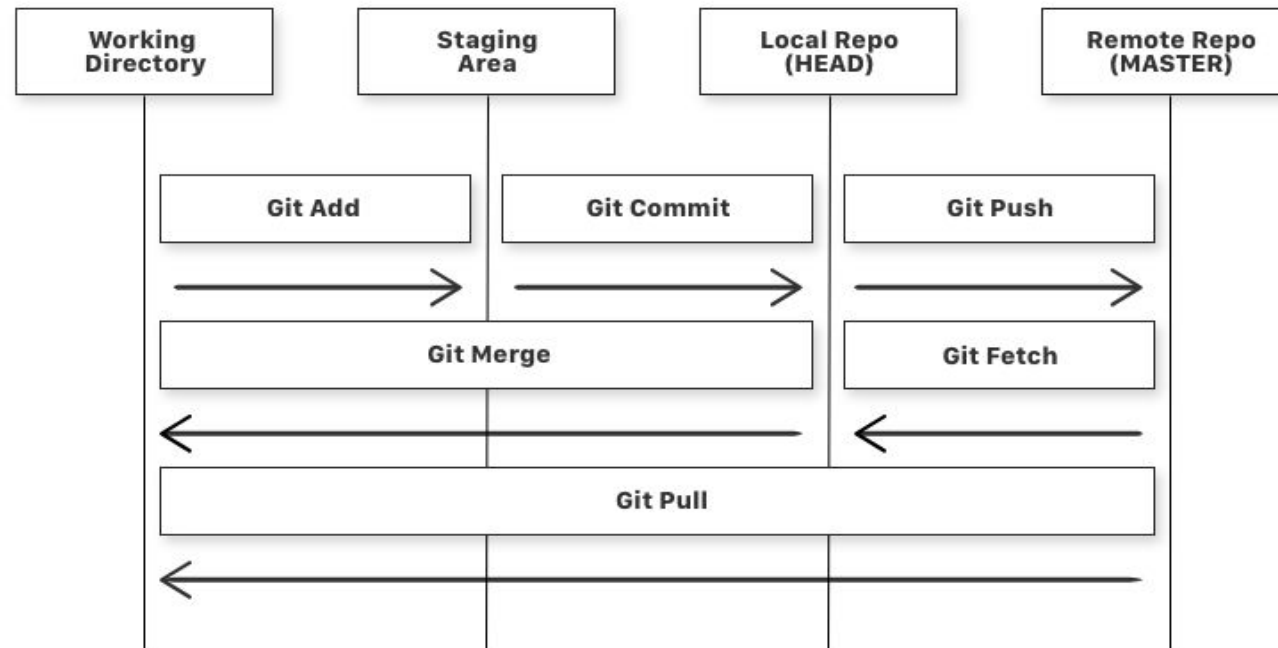 Working
Directory
Staging
Area
Local Repo
(HEAD)
Remote Repo
(MASTER)
Git Add
Git Commit
Git Push
Git Merge
Git Fetch
Git Pull